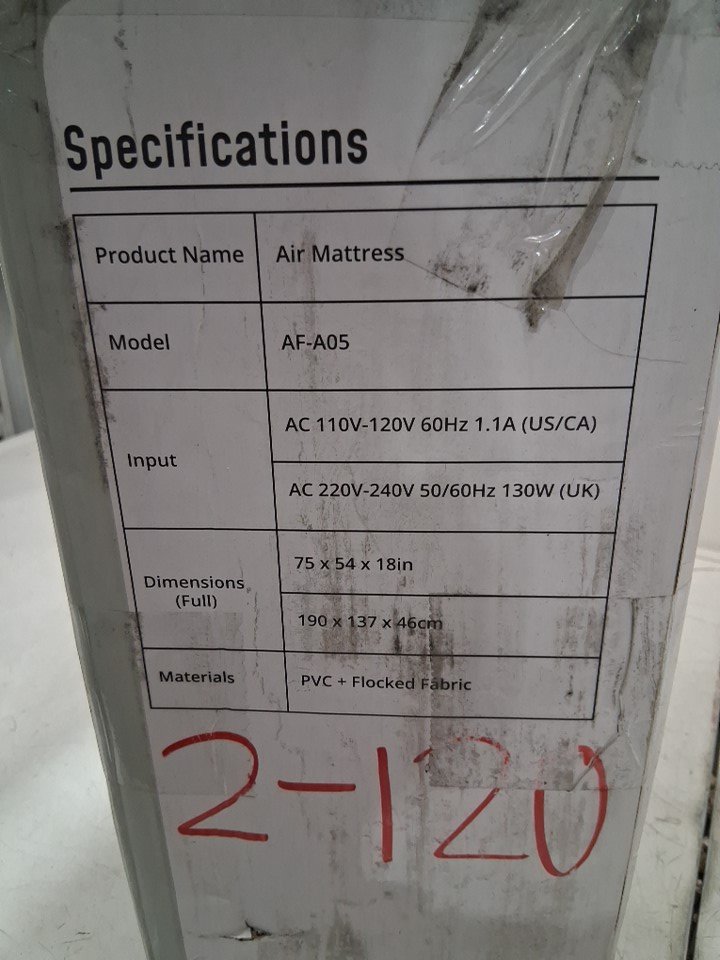 Specifications
Product Name Air Mattress
Model AF-A05
Input
AC 110V-120V 60Hz 1.1A (US/CA)
AC 220V-240V 50/60Hz 130W (UK)
Dimensions
(Full)
75 x 54 x 18in
190 x 137 x 46cm
Materials PVC + Flocked Fabric
2-120